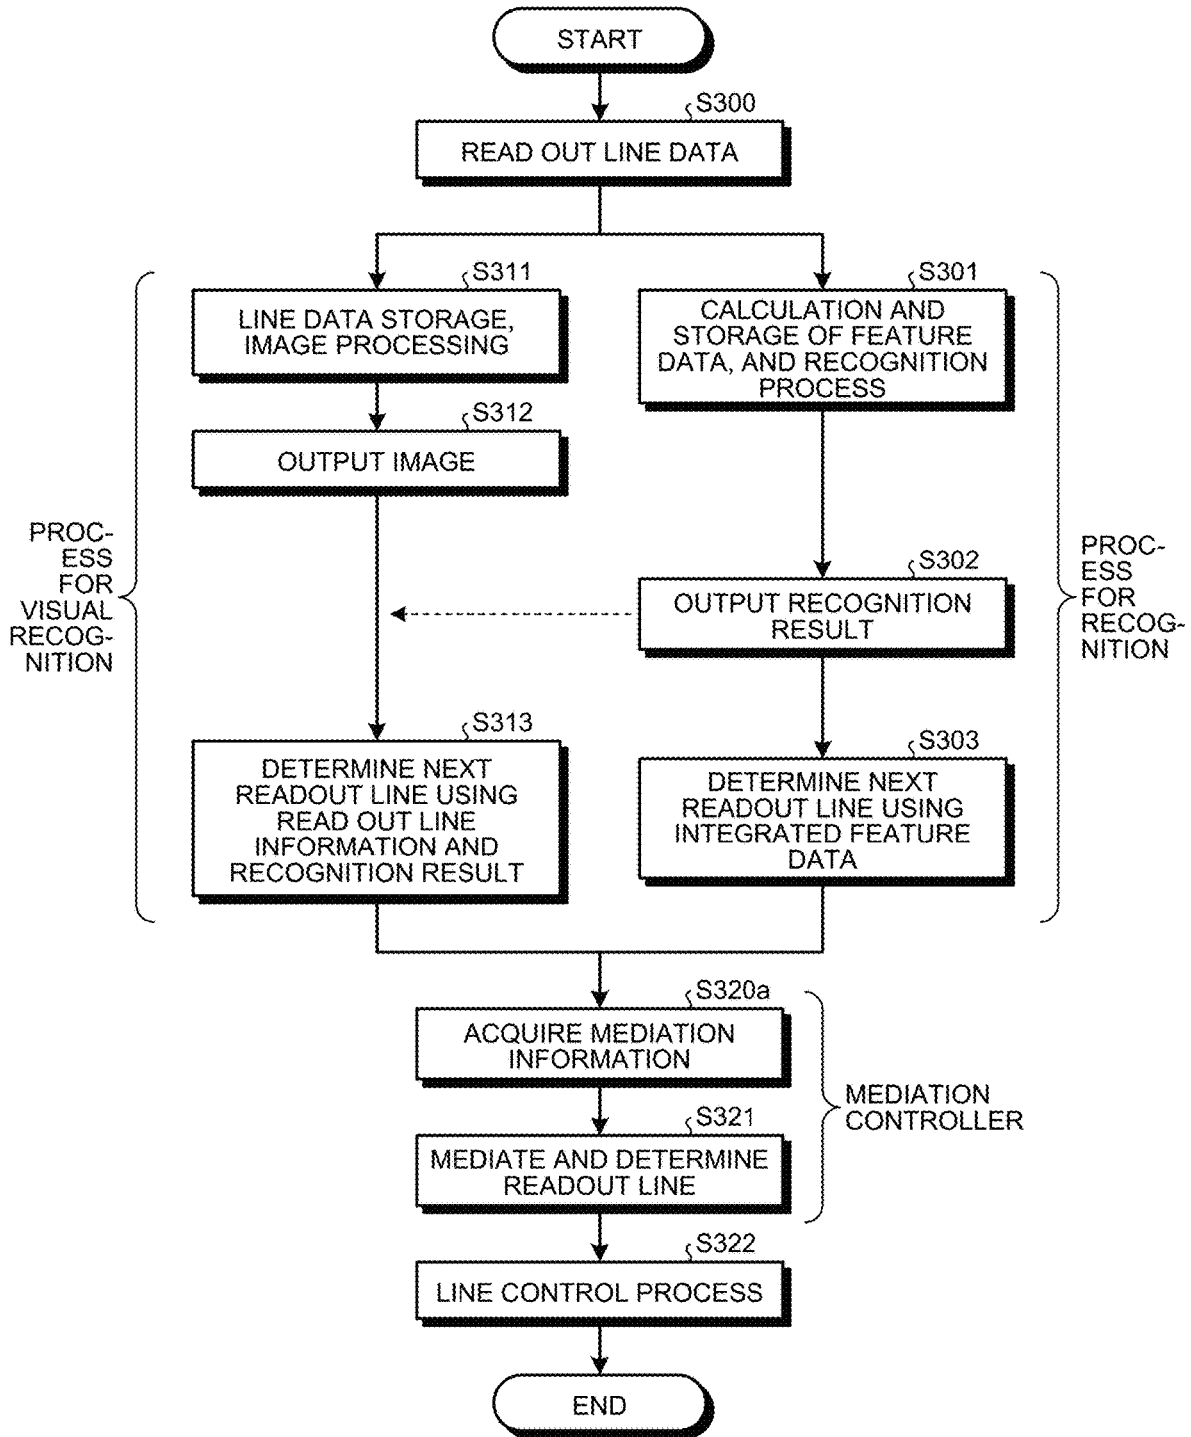 START
S300
READ OUT LINE DATA
S311
LINE DATA STORAGE,
IMAGE PROCESSING
S301
CALCULATION AND
STORAGE OF FEATURE
DATA, AND RECOGNITION
PROCESS
S312
OUTPUT IMAGE
PROC-
ESS
FOR
VISUAL
RECOG-
NITION
S302
OUTPUT RECOGNITION
RESULT
PROC-
ESS
FOR
RECOG-
NITION
S313
DETERMINE NEXT
READOUT LINE USING
READ OUT LINE
INFORMATION AND
RECOGNITION RESULT
S303
DETERMINE NEXT
READOUT LINE USING
INTEGRATED FEATURE
DATA
S320a
ACQUIRE MEDIATION
INFORMATION
MEDIATION
CONTROLLER
S321
MEDIATE AND DETERMINE
READOUT LINE
S322
LINE CONTROL PROCESS
END